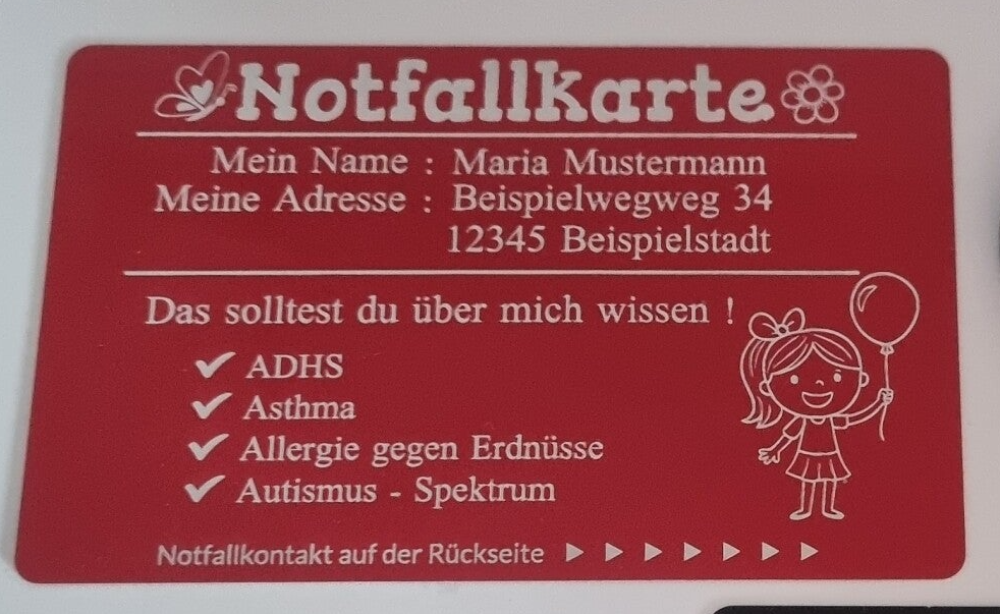 Notfallkarte
Mein Name : Maria Mustermann
Meine Adresse : Beispielwegweg 34
12345 Beispielstadt
Das solltest du über mich wissen !
✔ ADHS
✔ Asthma
✔ Allergie gegen Erdnüsse
✔ Autismus - Spektrum
Notfallkontakt auf der Rückseite ▶ ▶ ▶ ▶ ▶ ▶ ▶